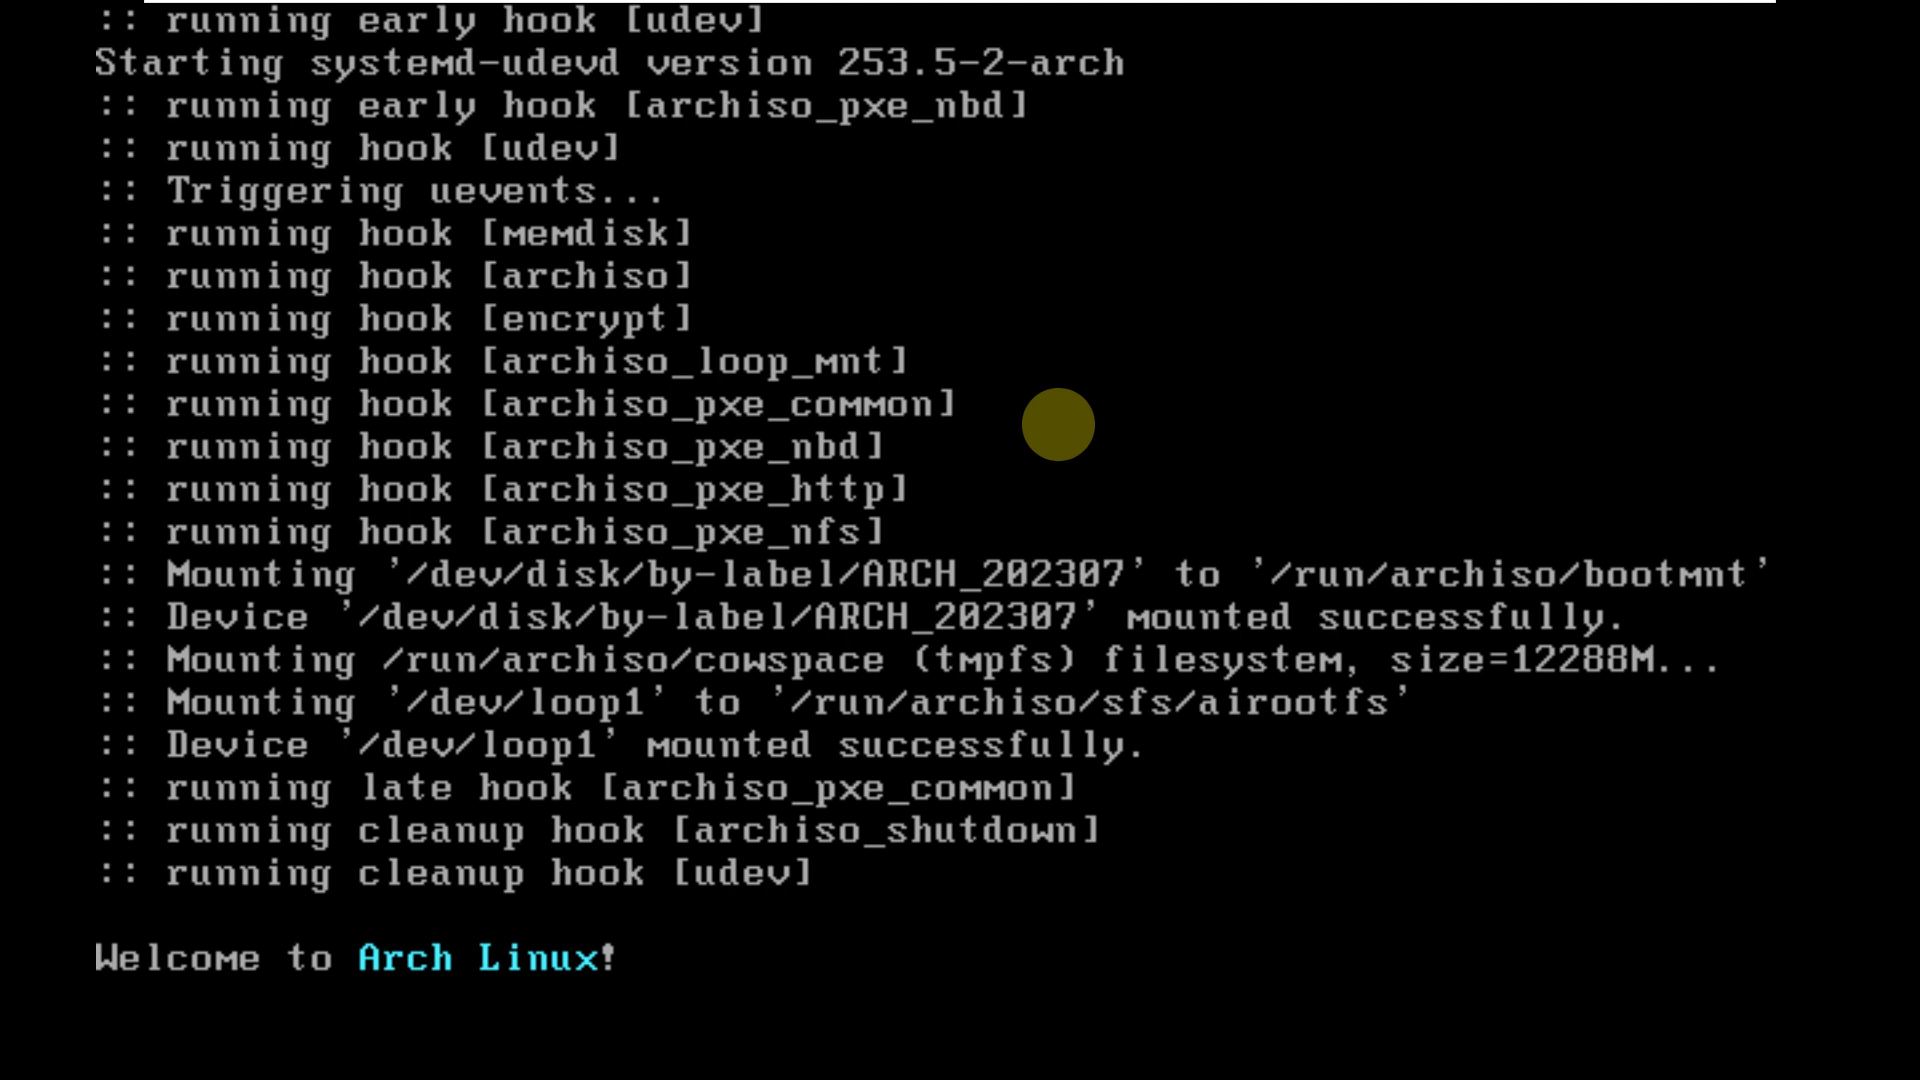 :: running early hook [udev]
Starting systemd-udevd version 253.5-2-arch
:: running early hook [archiso_pxe_nbd]
:: running hook [udev]
:: Triggering uevents...
:: running hook [memdisk]
:: running hook [archiso]
:: running hook [encrypt]
:: running hook [archiso_loop_mnt]
:: running hook [archiso_pxe_common]
:: running hook [archiso_pxe_nbd]
:: running hook [archiso_pxe_http]
:: running hook [archiso_pxe_nfs]
:: Mounting '/dev/disk/by-label/ARCH_202307' to '/run/archiso/bootmnt'
:: Device '/dev/disk/by-label/ARCH_202307' mounted successfully.
:: Mounting /run/archiso/cowspace (tmpfs) filesystem, size=12288M...
:: Mounting '/dev/loop1' to '/run/archiso/sfs/airootfs'
:: Device '/dev/loop1' mounted successfully.
:: running late hook [archiso_pxe_common]
:: running cleanup hook [archiso_shutdown]
:: running cleanup hook [udev]
Welcome to Arch Linux!